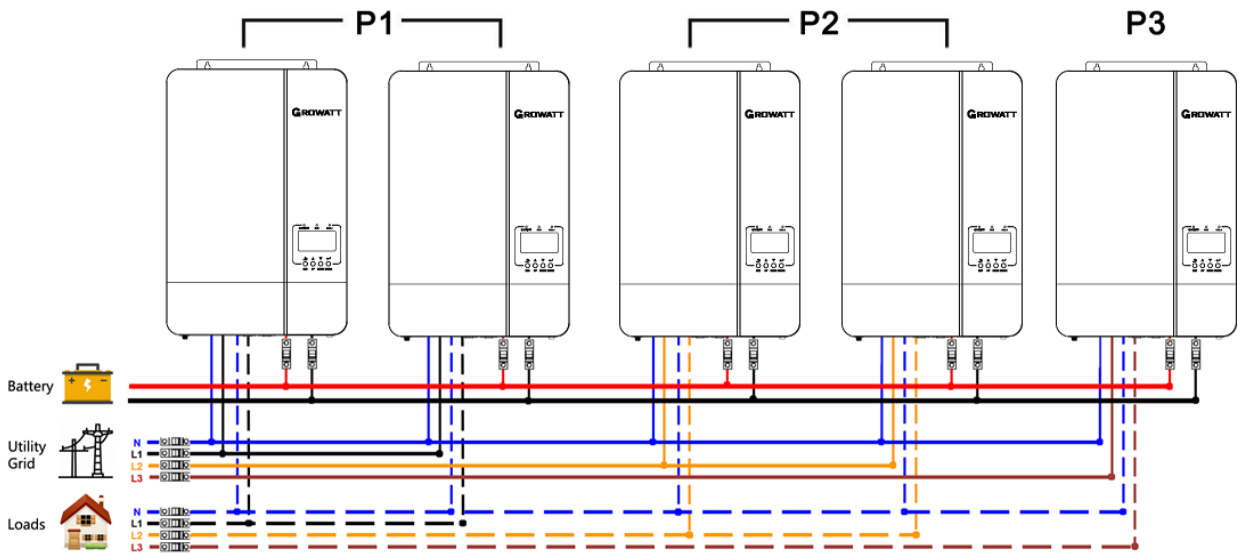 P1
P2
P3
GROWATT
GROWATT
GROWATT
GROWATT
GROWATT
Battery
Utility
Grid
N
L1
L2
L3
Loads
N
L1
L2
L3